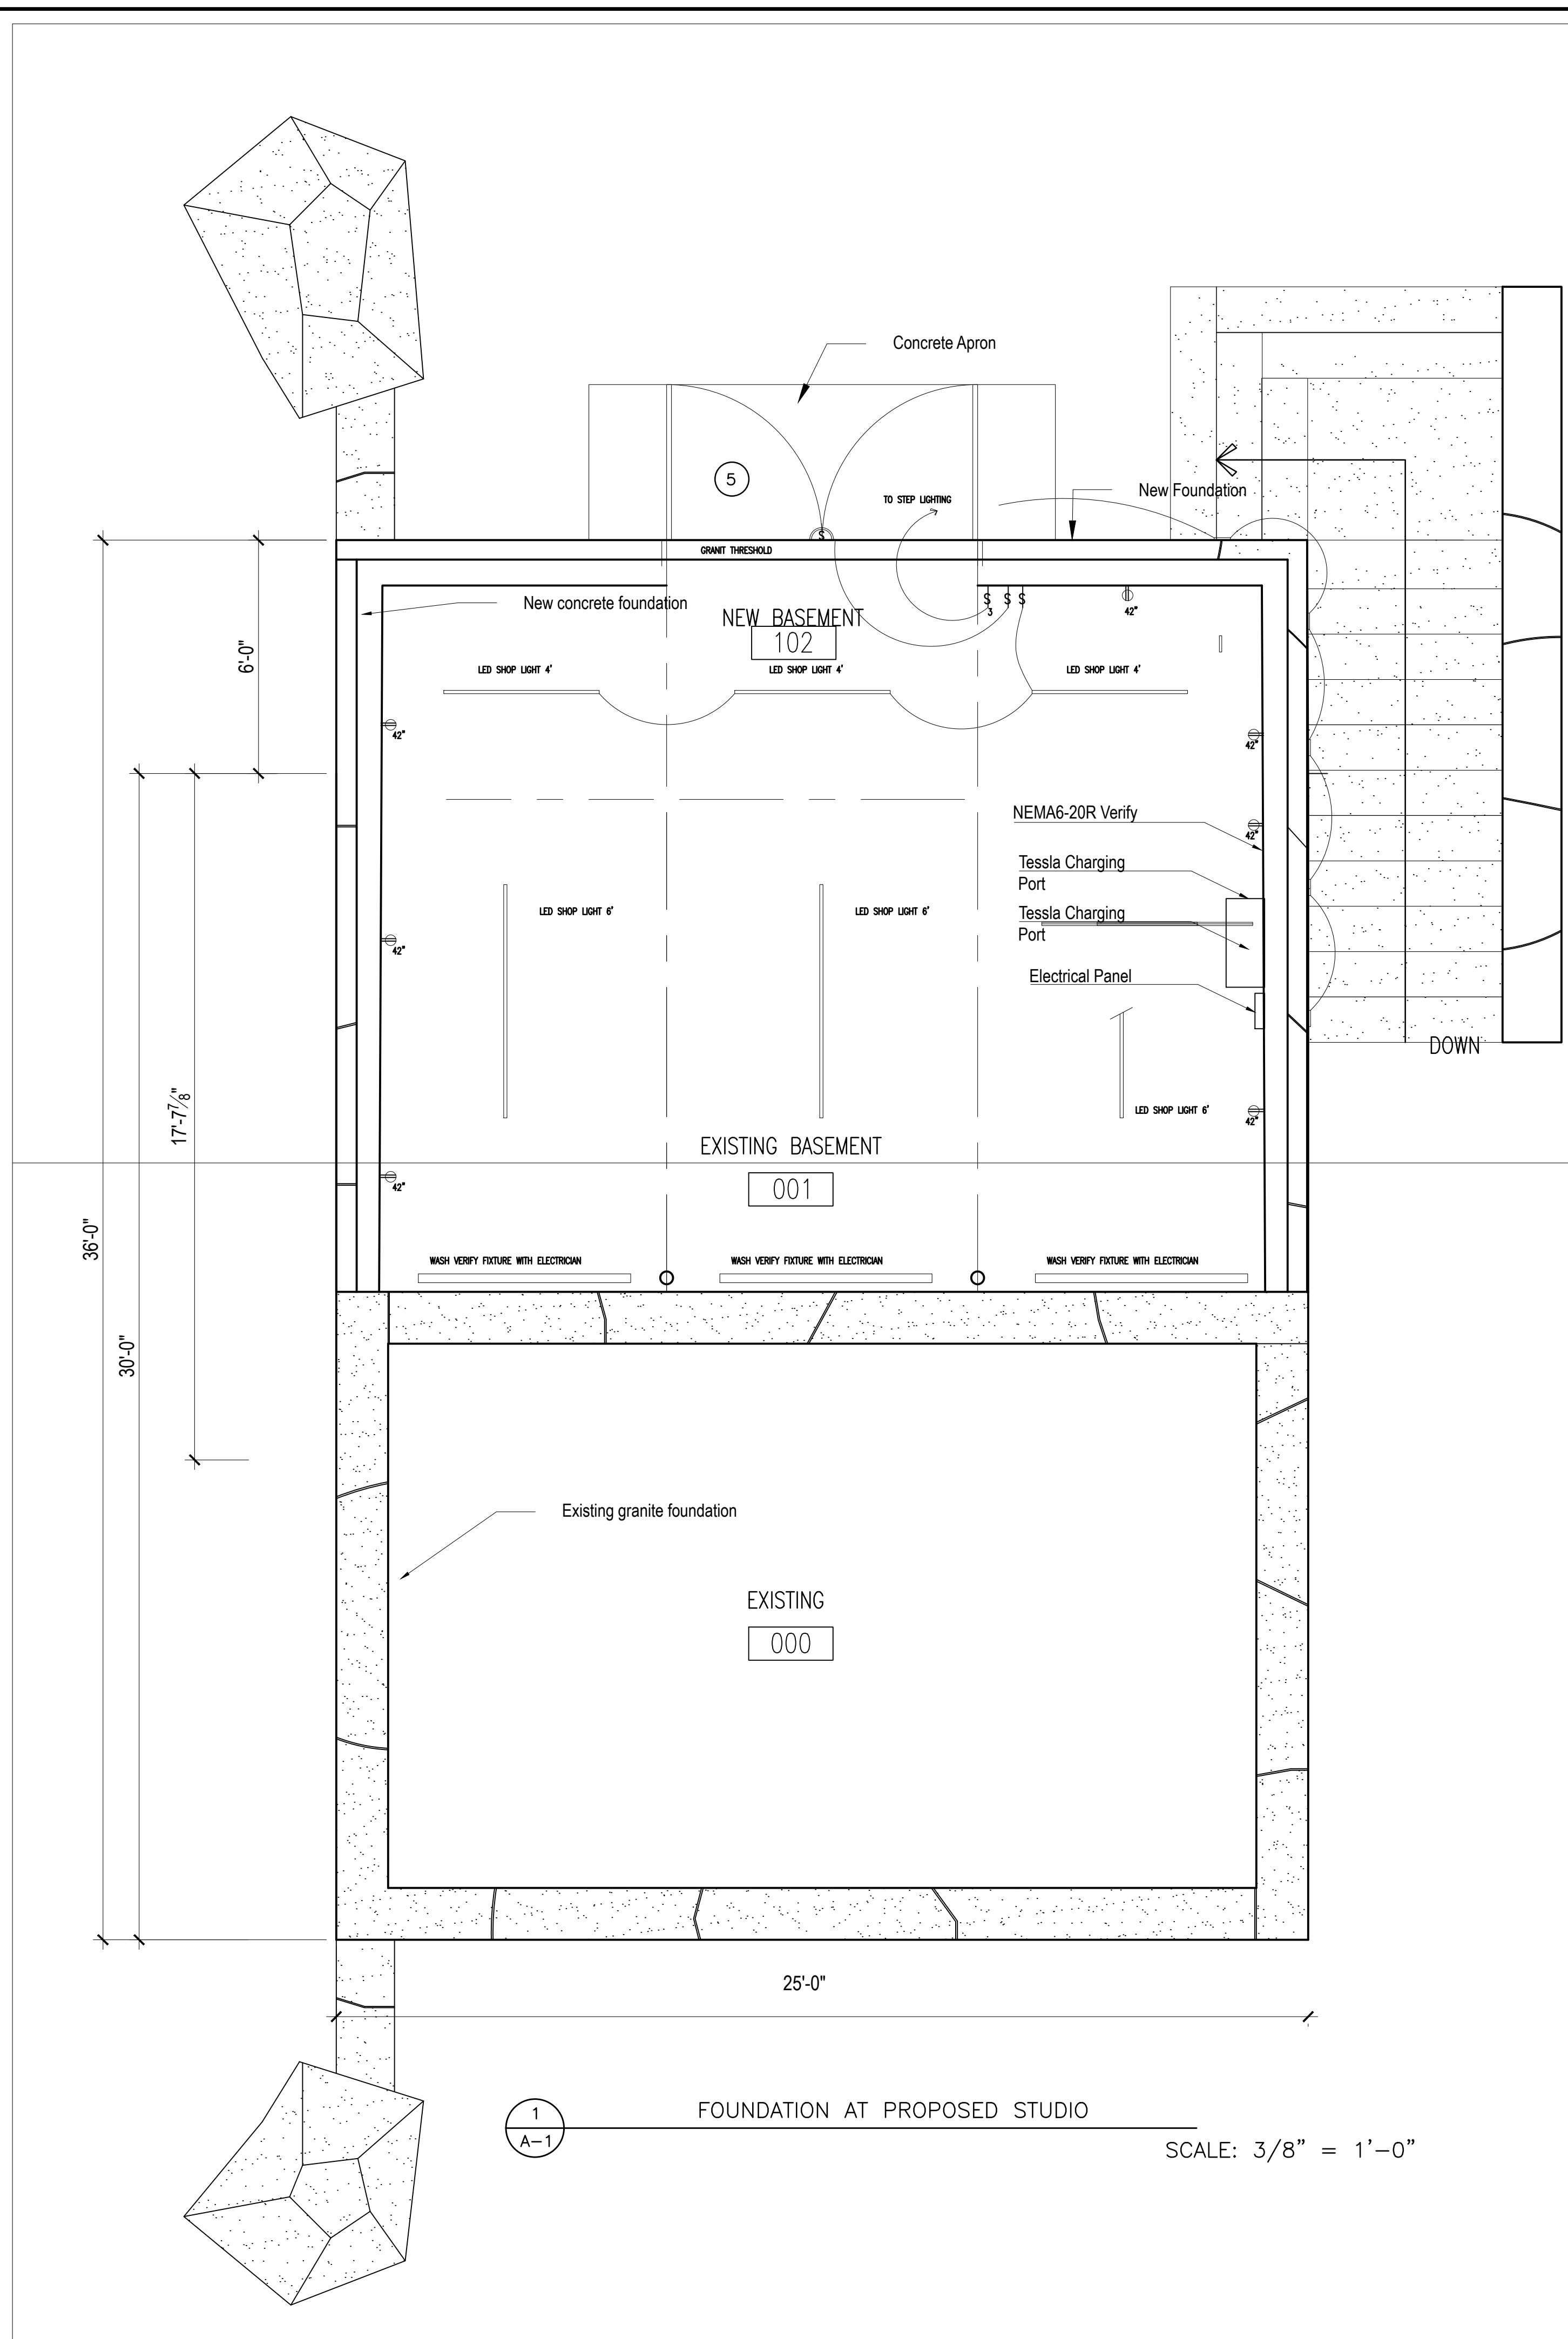 Concrete Apron
5
TO STEP LIGHTING
New Foundation
GRANIT THRESHOLD
S
New concrete foundation
NEW BASEMENT
102
S S S
3
42"
6'-0"
LED SHOP LIGHT 4'
LED SHOP LIGHT 4'
LED SHOP LIGHT 4'
42"
42"
NEMA6-20R Verify
42"
Tessla Charging
Port
LED SHOP LIGHT 6'
LED SHOP LIGHT 6'
Tessla Charging
Port
42"
Electrical Panel
DOWN
17'-7⅞"
LED SHOP LIGHT 6'
42"
EXISTING BASEMENT
001
42"
36'-0"
WASH VERIFY FIXTURE WITH ELECTRICIAN
WASH VERIFY FIXTURE WITH ELECTRICIAN
WASH VERIFY FIXTURE WITH ELECTRICIAN
30'-0"
Existing granite foundation
EXISTING
000
25'-0"
1
A-1
FOUNDATION AT PROPOSED STUDIO
SCALE: 3/8" = 1'-0"